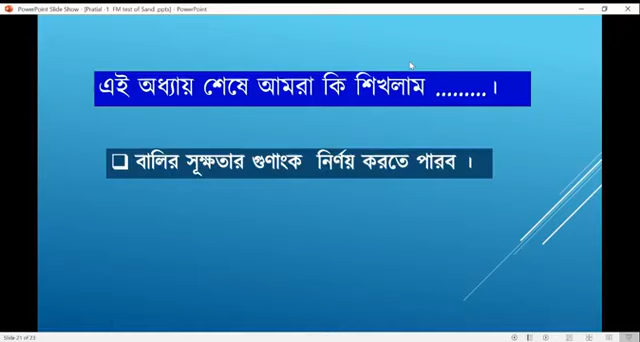 PowerPoint Slide Show - [Pratial -1 FM test of Sand .pptx] - PowerPoint
এই অধ্যায় শেষে আমরা কি শিখলাম .........।
❑ বালির সূক্ষতার গুণাংক নির্ণয় করতে পারব ।
Slide 21 of 23